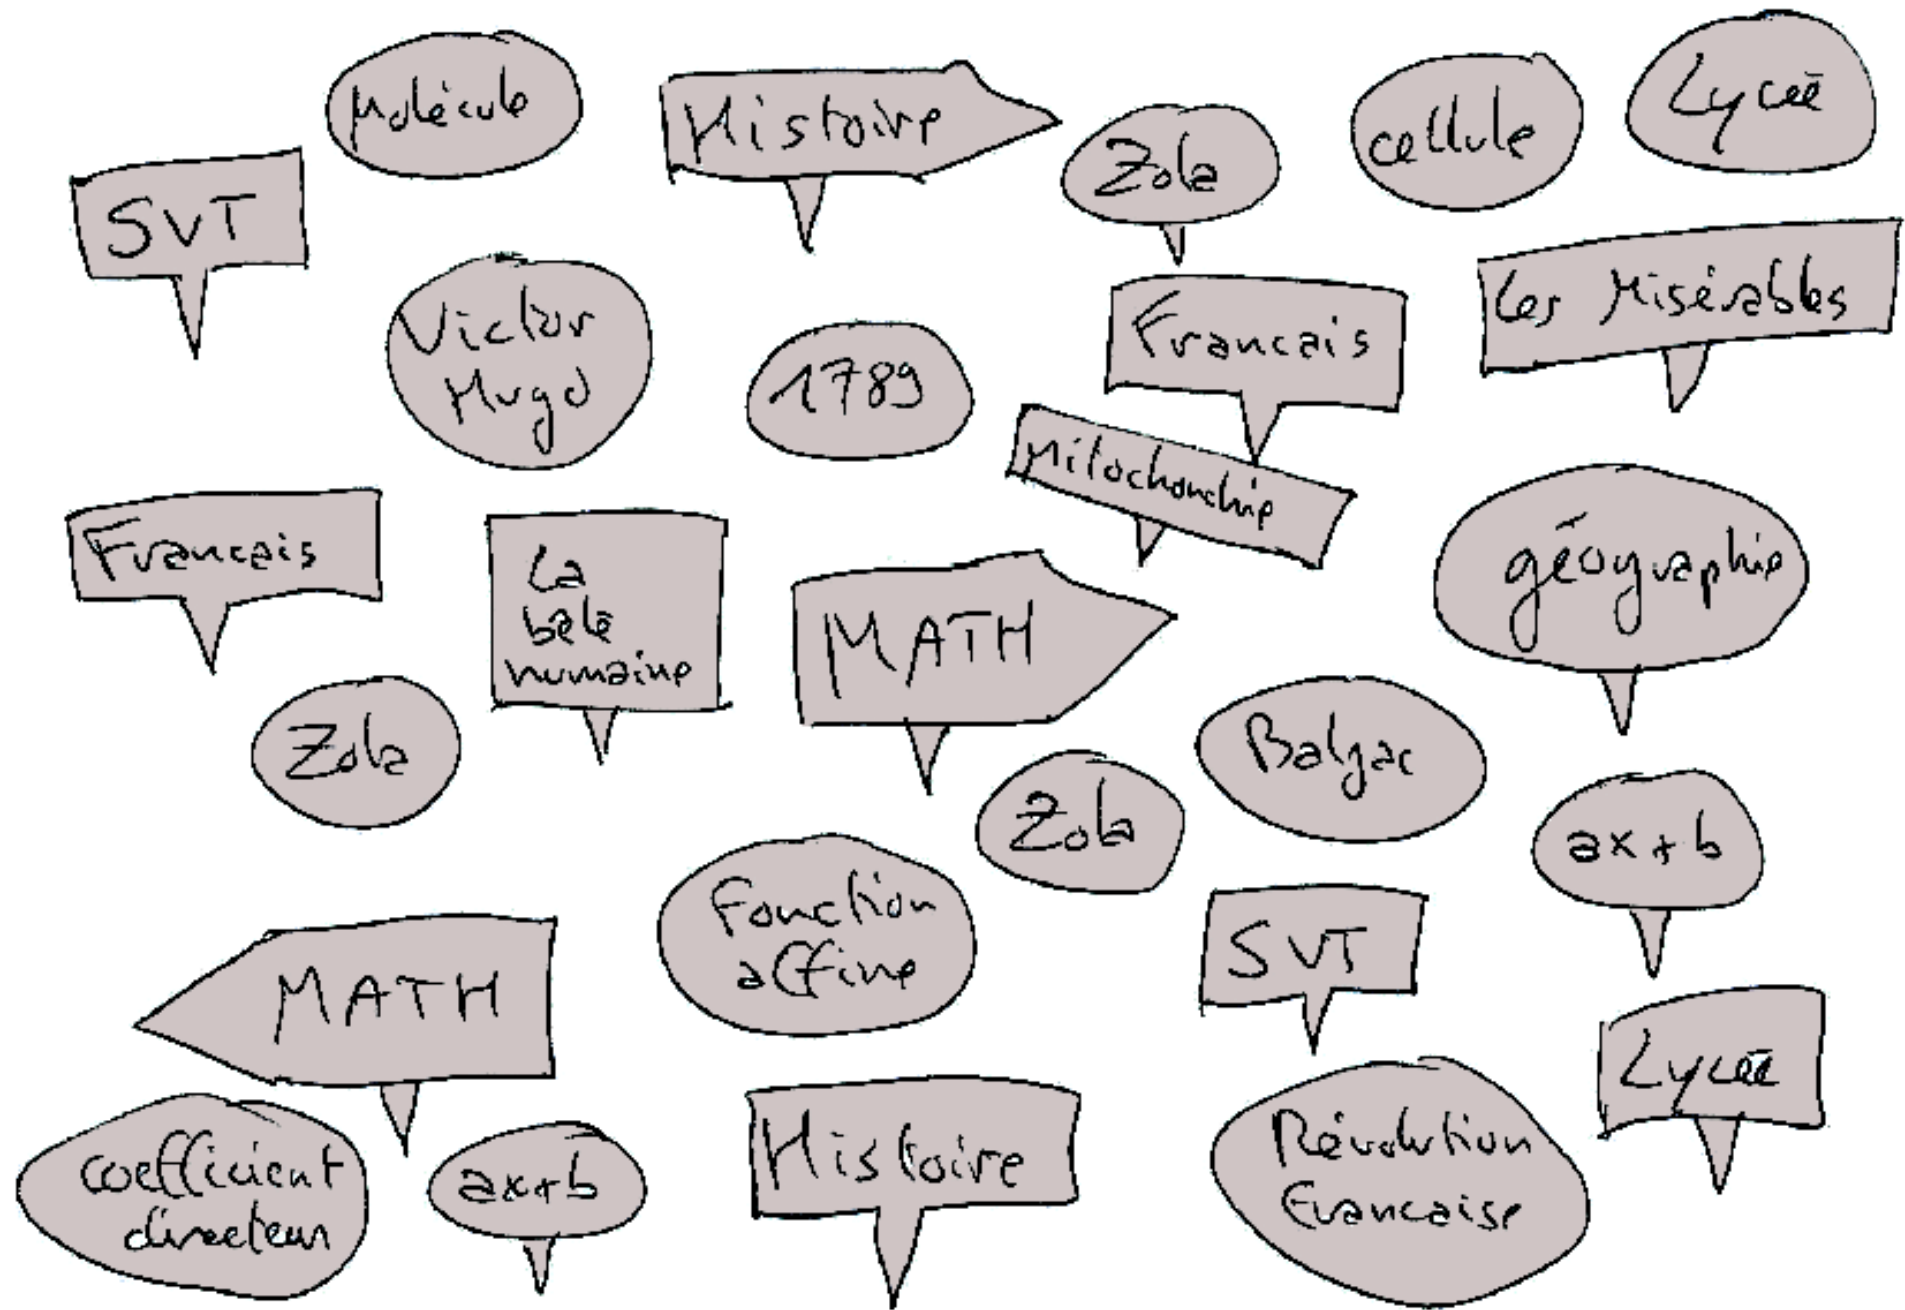 Molécule
Histoire
Zola
cellule
Lycée
SVT
Victor
Hugo
1789
Francais
Les Misérables
Mitochondrie
Francais
La
bête
humaine
MATH
géographie
Zola
Zola
Balzac
ax+b
Fonction
affine
SVT
MATH
Lycée
coefficient
directeur
ax+b
Histoire
Révolution
Francaise